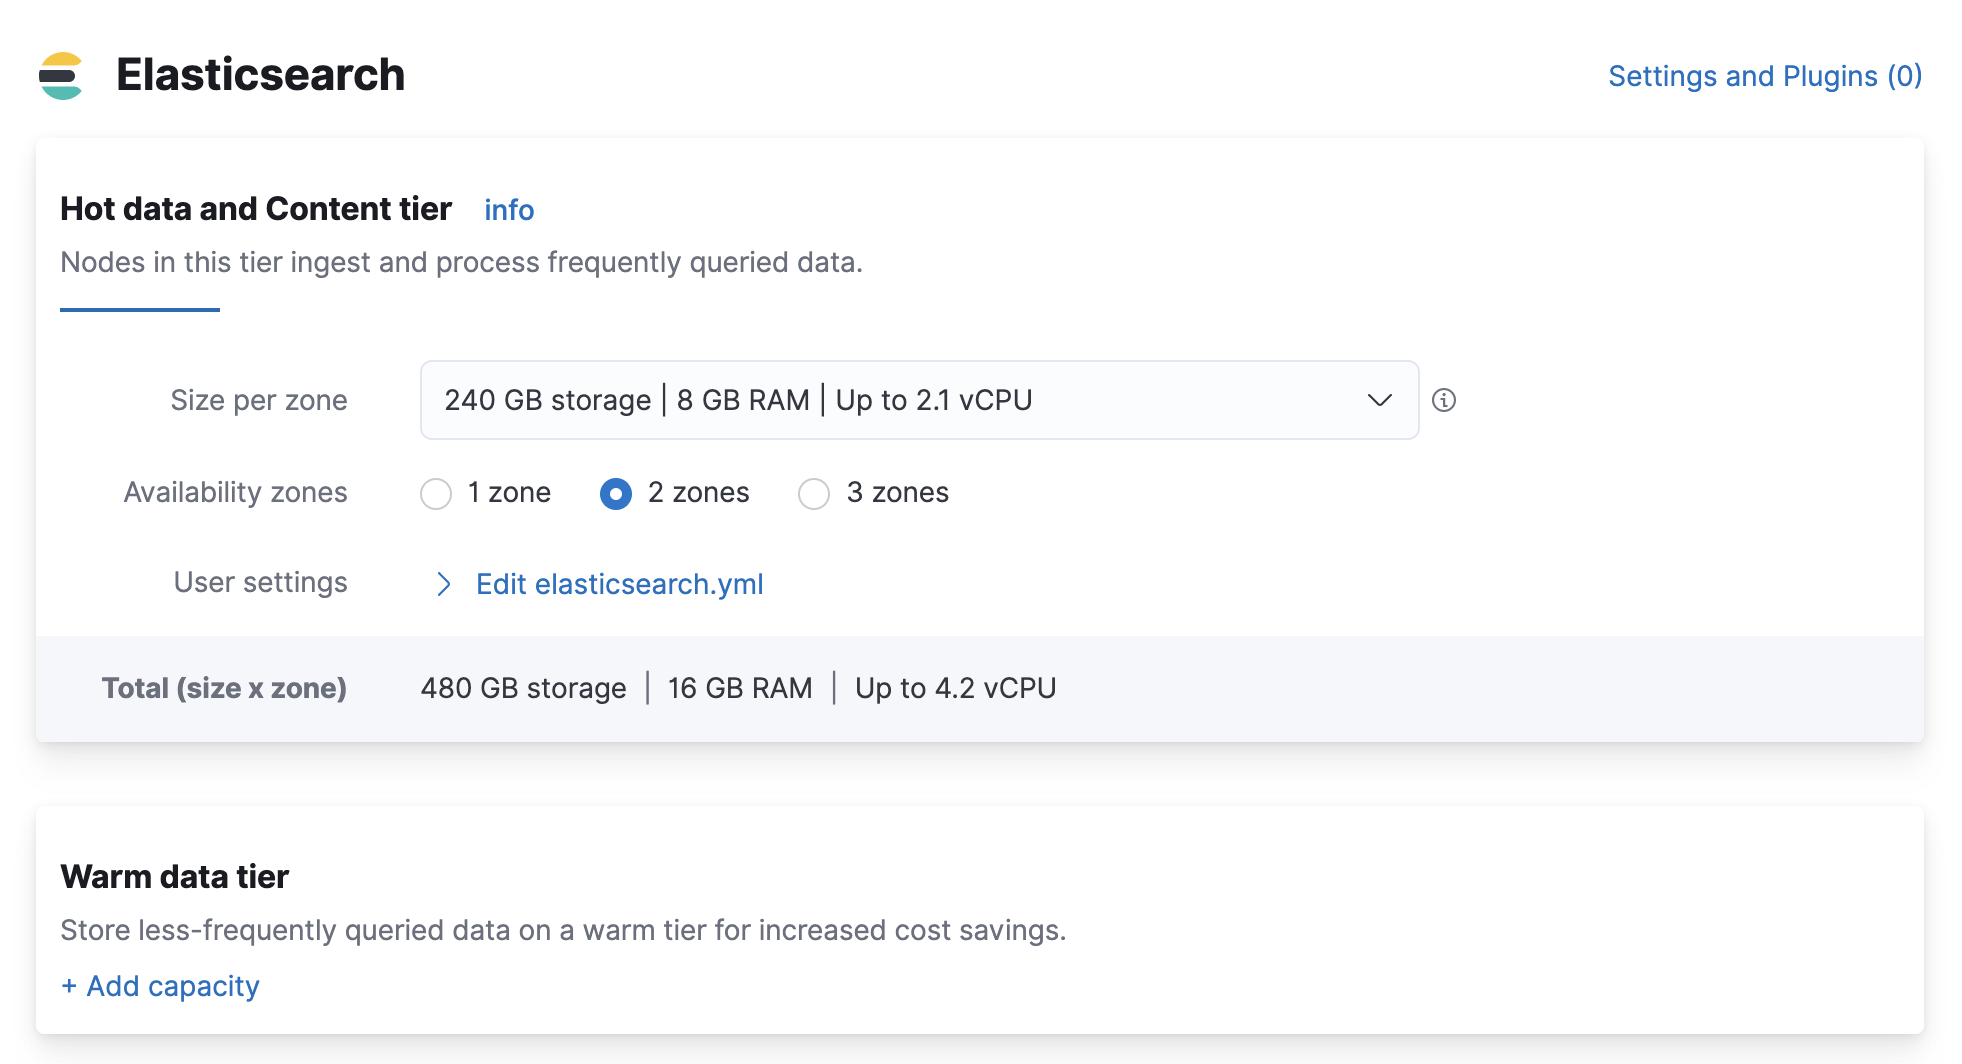 Elasticsearch
Settings and Plugins (0)
Hot data and Content tier info
Nodes in this tier ingest and process frequently queried data.
Size per zone 240 GB storage | 8 GB RAM | Up to 2.1 vCPU
Availability zones 1 zone 2 zones 3 zones
User settings Edit elasticsearch.yml
Total (size x zone) 480 GB storage | 16 GB RAM | Up to 4.2 vCPU
Warm data tier
Store less-frequently queried data on a warm tier for increased cost savings.
+ Add capacity